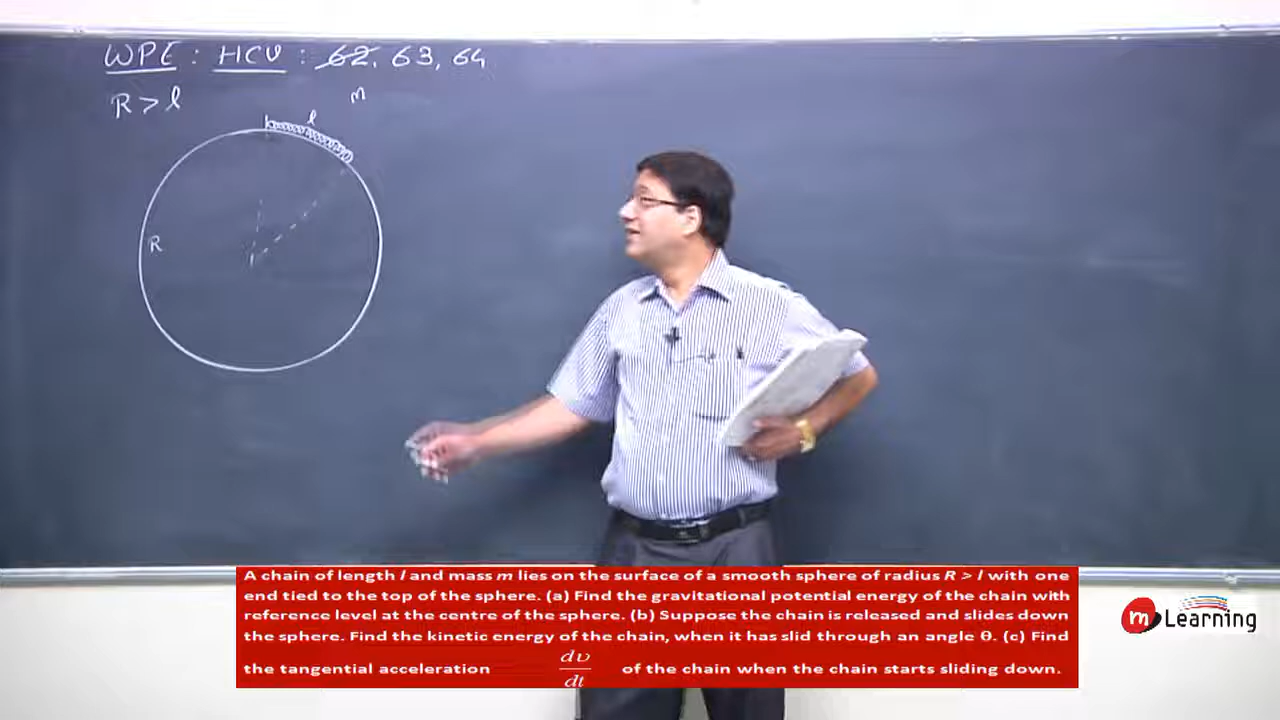 WPE : HCV : 62, 63, 64
R > l
m
l
R
A chain of length l and mass m lies on the surface of a smooth sphere of radius R > l with one
end tied to the top of the sphere. (a) Find the gravitational potential energy of the chain with
reference level at the centre of the sphere. (b) Suppose the chain is released and slides down
the sphere. Find the kinetic energy of the chain, when it has slid through an angle θ. (c) Find
the tangential acceleration dv/dt of the chain when the chain starts sliding down.
m Learning